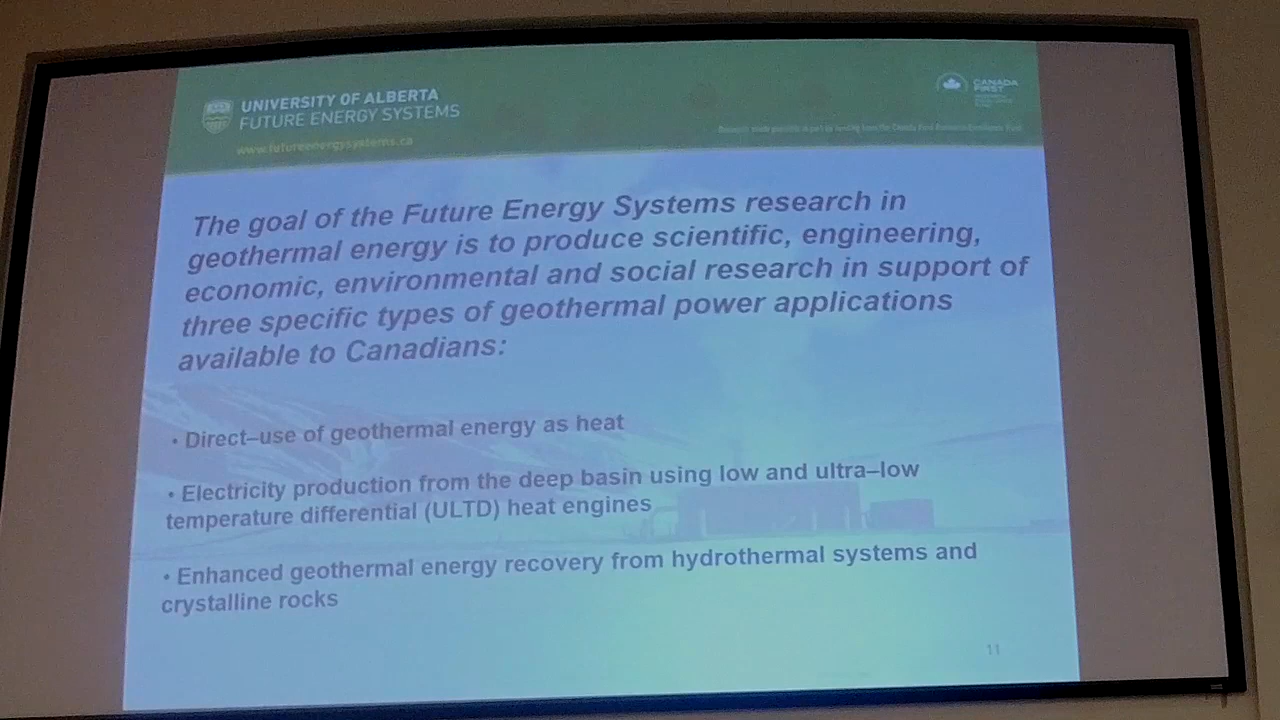 UNIVERSITY OF ALBERTA
FUTURE ENERGY SYSTEMS
www.futureenergysystems.ca
CANADA
FIRST
The goal of the Future Energy Systems research in
geothermal energy is to produce scientific, engineering,
economic, environmental and social research in support of
three specific types of geothermal power applications
available to Canadians:
• Direct–use of geothermal energy as heat
• Electricity production from the deep basin using low and ultra–low
temperature differential (ULTD) heat engines
• Enhanced geothermal energy recovery from hydrothermal systems and
crystalline rocks
11